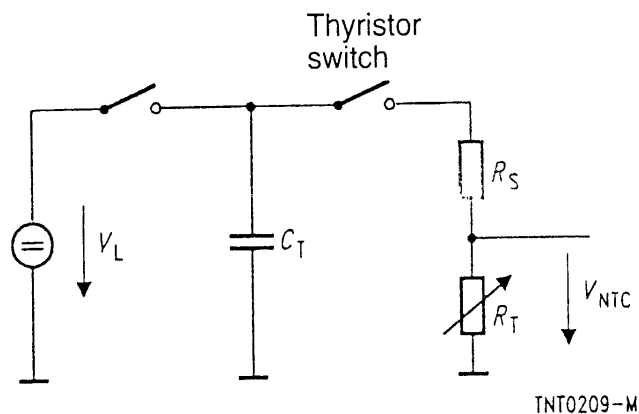 Thyristor
switch
R_S
V_L
C_T
R_T
V_NTC
TNT0209-M